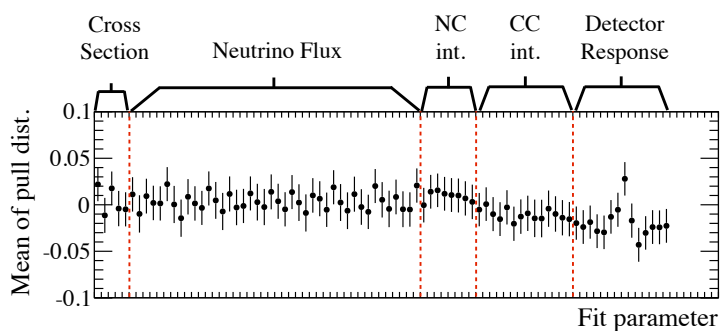 Cross
Section
Neutrino Flux
NC
int.
CC
int.
Detector
Response
Mean of pull dist.
0.1
0.05
0
-0.05
-0.1
Fit parameter